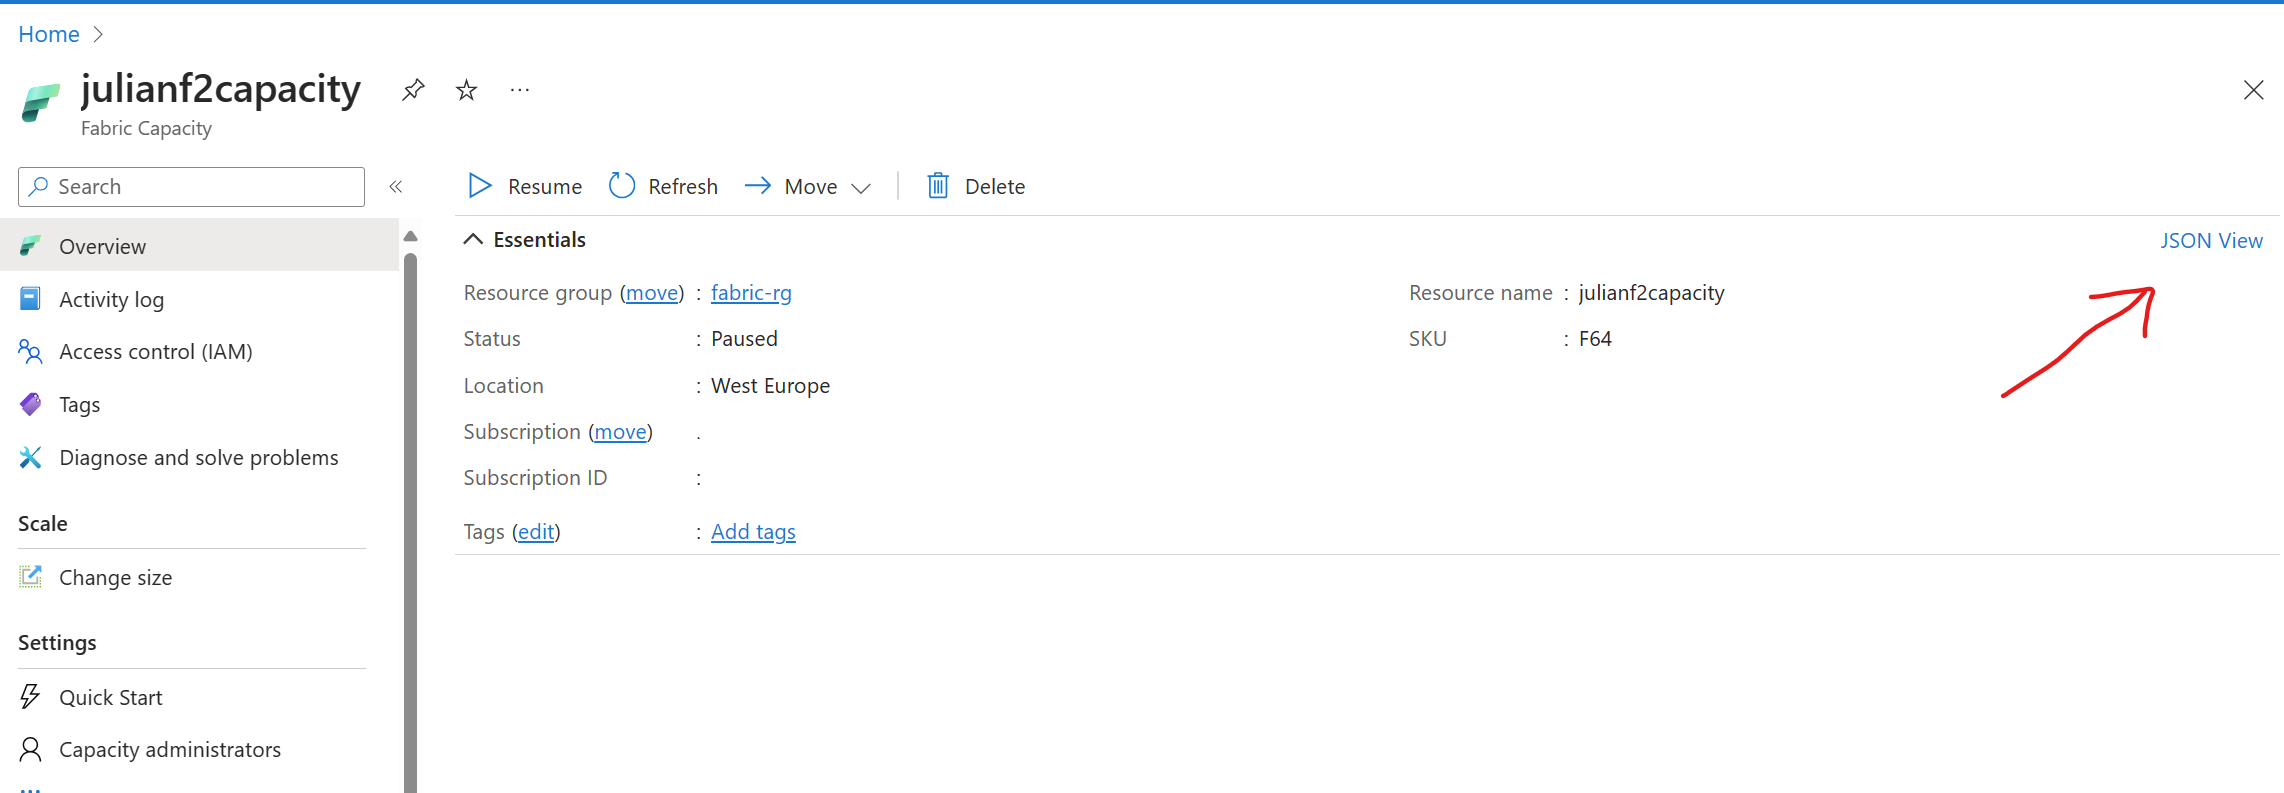 Home
julianf2capacity
Fabric Capacity
Search
Overview
Activity log
Access control (IAM)
Tags
Diagnose and solve problems
Scale
Change size
Settings
Quick Start
Capacity administrators
Resume Refresh Move Delete
Essentials JSON View
Resource group (move) : fabric-rg
Status : Paused
Location : West Europe
Subscription (move) .
Subscription ID :
Tags (edit) : Add tags
Resource name : julianf2capacity
SKU : F64